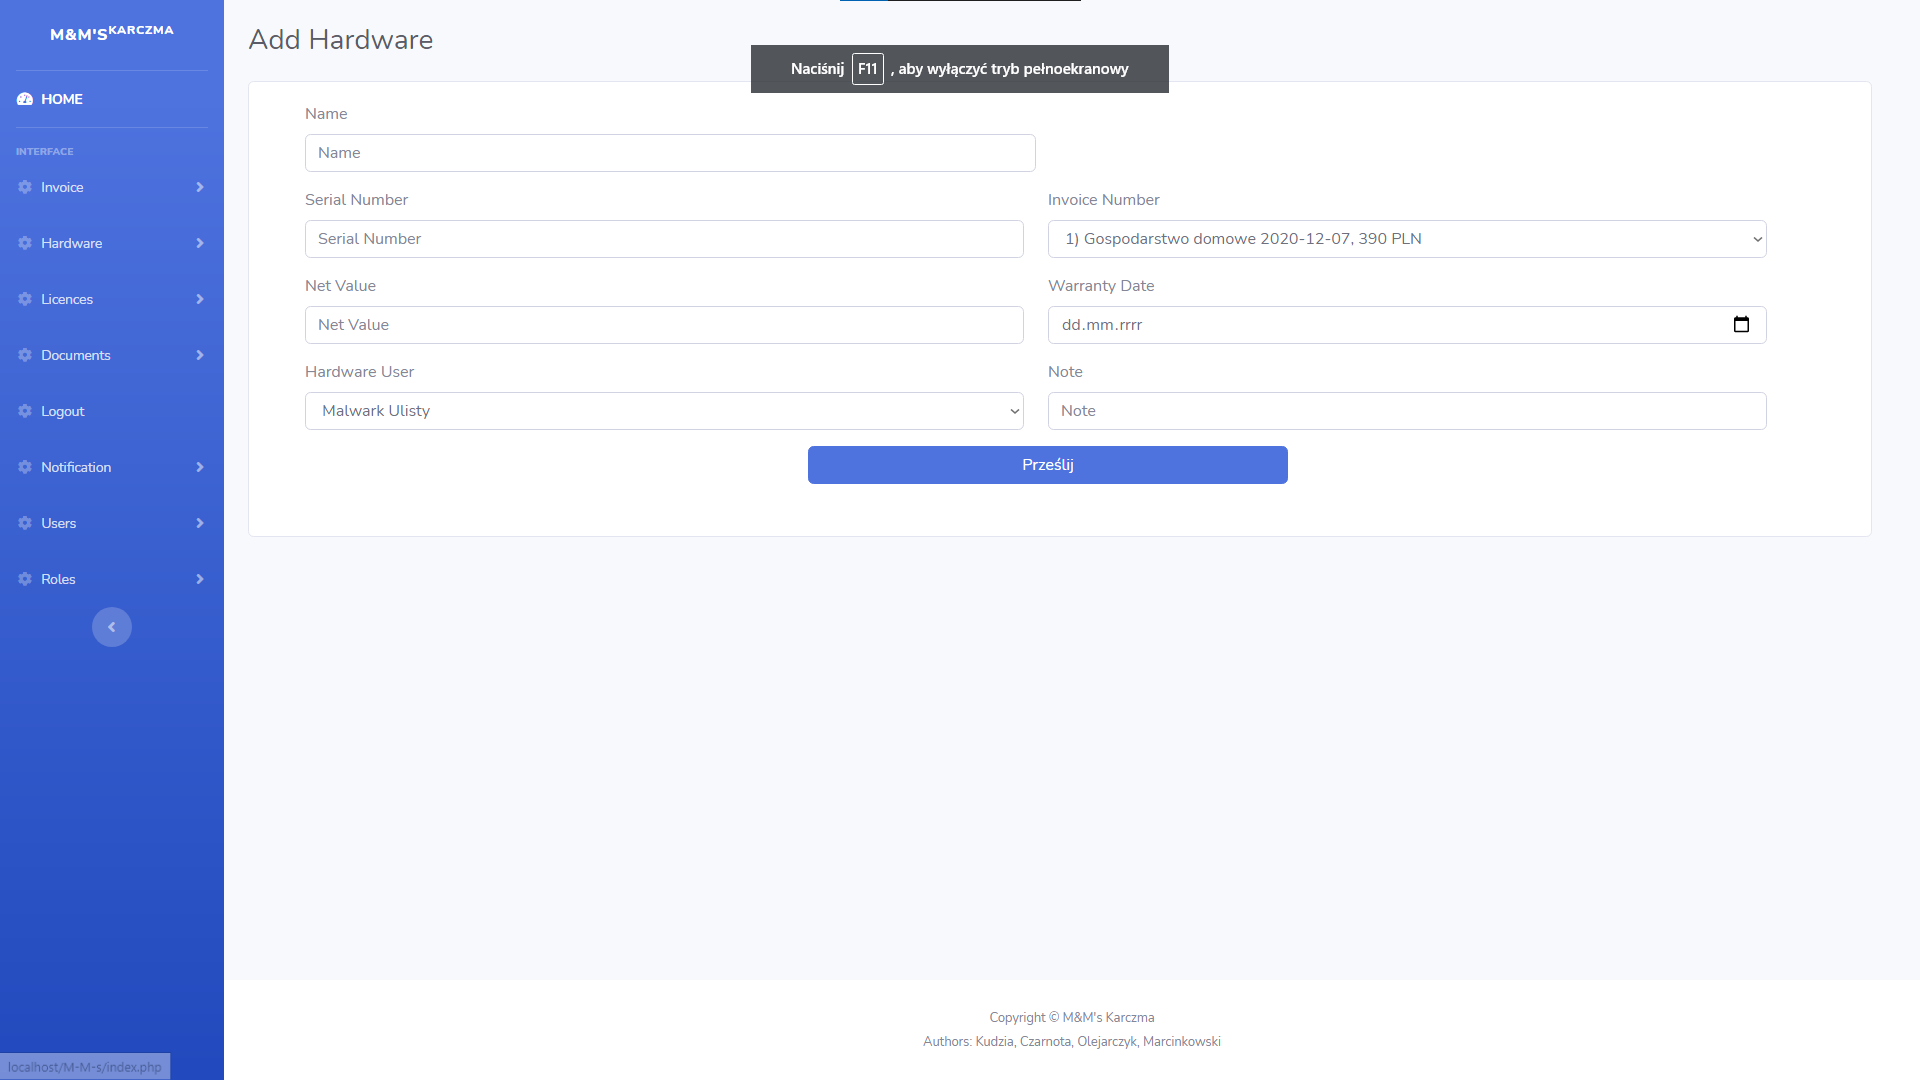 M&M'S KARCZMA
HOME
INTERFACE
Invoice
Hardware
Licences
Documents
Logout
Notification
Users
Roles
localhost/M-M-s/index.php
Add Hardware
Naciśnij F11 , aby wyłączyć tryb pełnoekranowy
Name
Name
Serial Number
Serial Number
Invoice Number
1) Gospodarstwo domowe 2020-12-07, 390 PLN
Net Value
Net Value
Warranty Date
dd.mm.rrrr
Hardware User
Malwark Ulisty
Note
Note
Prześlij
Copyright © M&M's Karczma
Authors: Kudzia, Czarnota, Olejarczyk, Marcinkowski